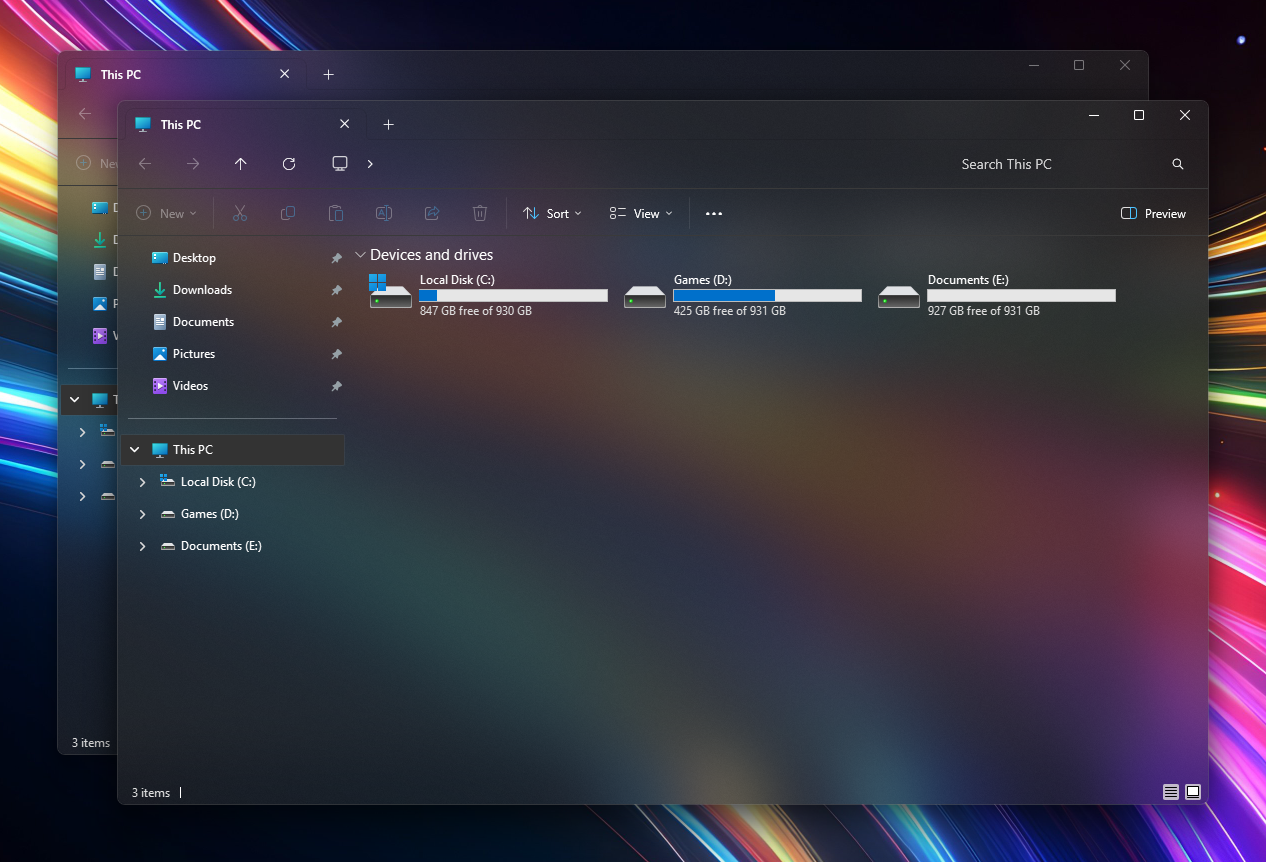 This PC
This PC
New
Search This PC
New Sort View Preview
Desktop
Downloads
Documents
Pictures
Videos
This PC
Local Disk (C:)
Games (D:)
Documents (E:)
Devices and drives
Local Disk (C:)
847 GB free of 930 GB
Games (D:)
425 GB free of 931 GB
Documents (E:)
927 GB free of 931 GB
3 items
3 items